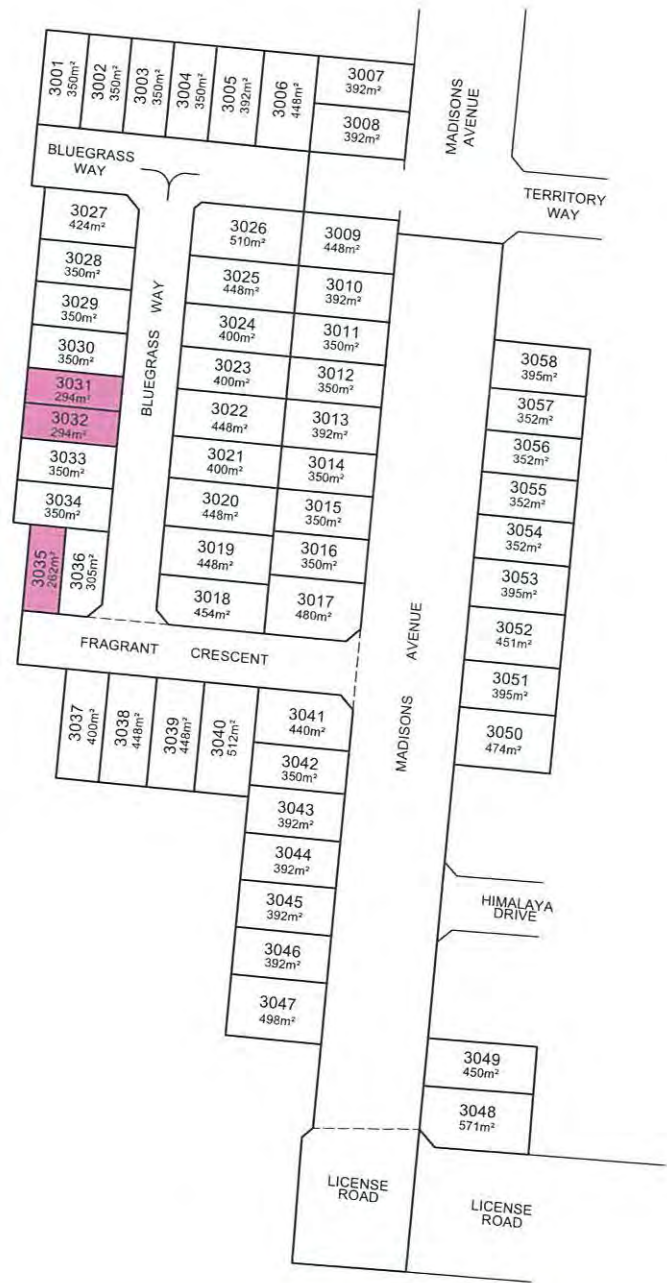 3001
350m²
3002
350m²
3003
350m²
3004
350m²
3005
392m²
3006
448m²
3007
392m²
3008
392m²
MADISONS
AVENUE
BLUEGRASS
WAY
TERRITORY
WAY
3027
424m²
3028
350m²
3029
350m²
3030
350m²
3031
294m²
3032
294m²
3033
350m²
3034
350m²
3035
262m²
3036
305m²
BLUEGRASS WAY
3026
510m²
3025
448m²
3024
400m²
3023
400m²
3022
448m²
3021
400m²
3020
448m²
3019
448m²
3018
454m²
3009
448m²
3010
392m²
3011
350m²
3012
350m²
3013
392m²
3014
350m²
3015
350m²
3016
350m²
3017
480m²
MADISONS AVENUE
3058
395m²
3057
352m²
3056
352m²
3055
352m²
3054
352m²
3053
395m²
3052
451m²
3051
395m²
3050
474m²
FRAGRANT CRESCENT
3037
400m²
3038
448m²
3039
448m²
3040
512m²
3041
440m²
3042
350m²
3043
392m²
3044
392m²
3045
392m²
3046
392m²
3047
498m²
HIMALAYA
DRIVE
3049
450m²
3048
571m²
LICENSE
ROAD
LICENSE
ROAD